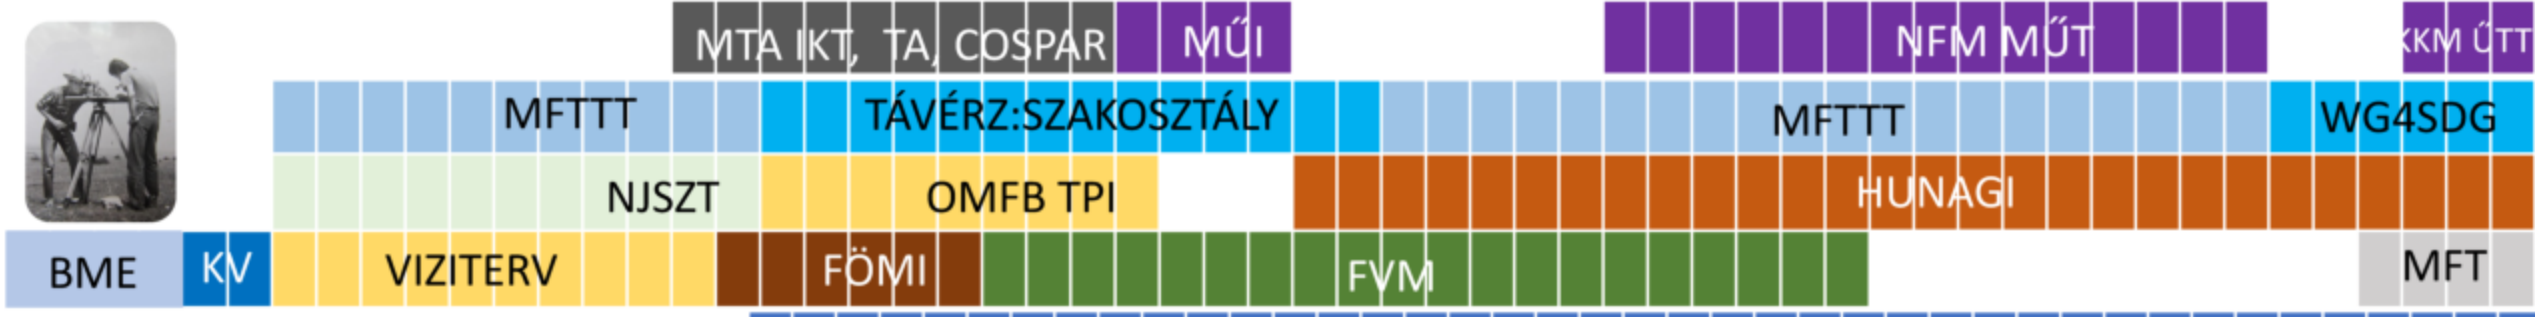 MTA IKT, TA, COSPAR MŰI NFM MŰT KKM ŰTT
MFTTT TÁVÉRZ:SZAKOSZTÁLY MFTTT WG4SDG
NJSZT OMFB TPI HUNAGI
BME KV VIZITERV FÖMI FVM MFT